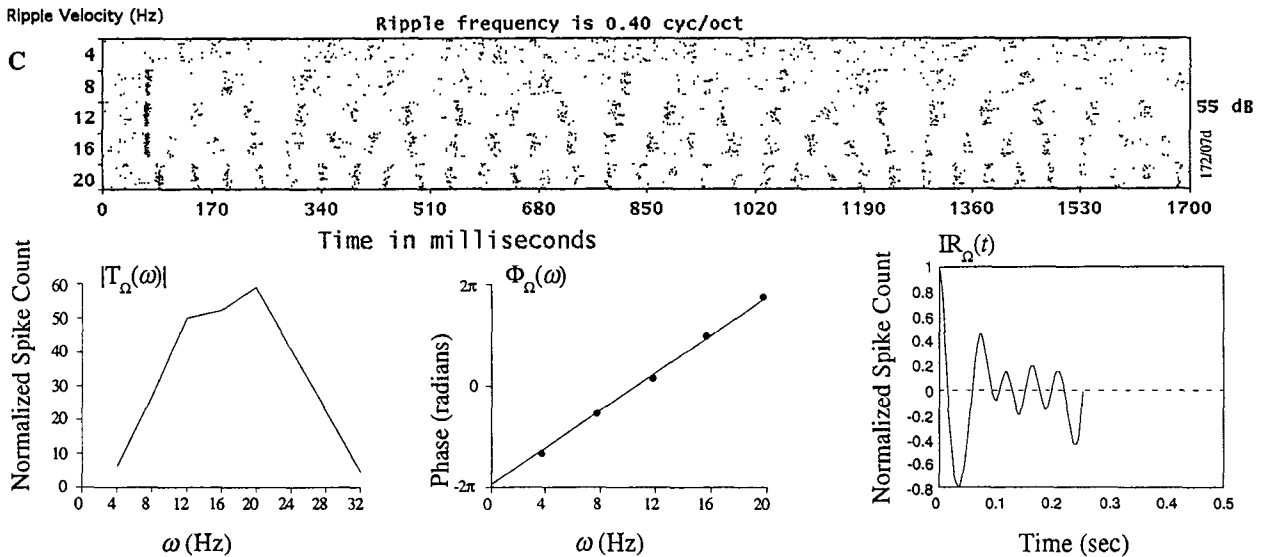 Ripple Velocity (Hz)
Ripple frequency is 0.40 cyc/oct
C
4
8
12
16
20
55 dB
172/07d
0 170 340 510 680 850 1020 1190 1360 1530 1700
Time in milliseconds
|T_Ω(ω)|
Normalized Spike Count
60
50
40
30
20
10
0
0 4 8 12 16 20 24 28 32
ω (Hz)
Φ_Ω(ω)
Phase (radians)
2π
0
-2π
0 4 8 12 16 20
ω (Hz)
IR_Ω(t)
Normalized Spike Count
1
0.8
0.6
0.4
0.2
0
-0.2
-0.4
-0.6
-0.8
0 0.1 0.2 0.3 0.4 0.5
Time (sec)